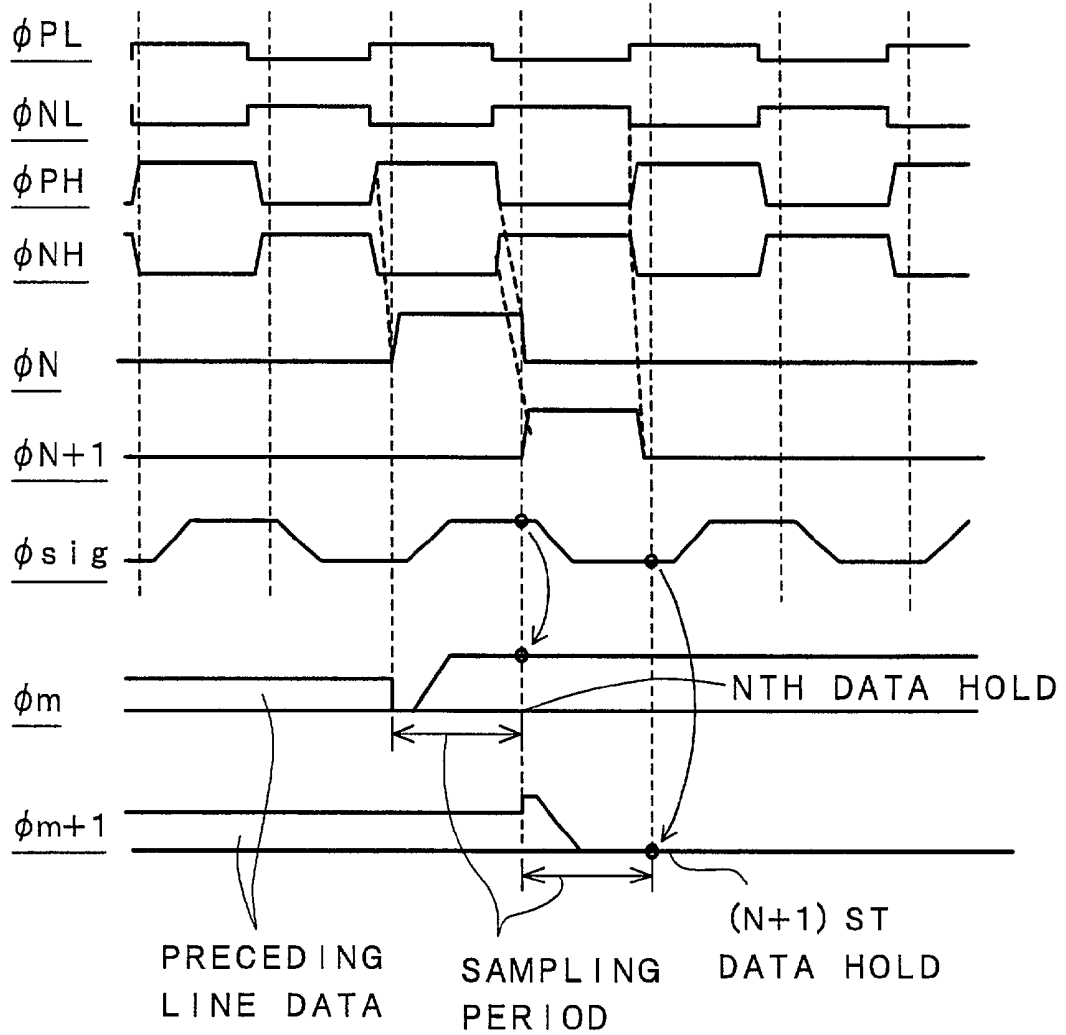 φPL
φNL
φPH
φNH
φN
φN+1
φsig
φm
NTH DATA HOLD
φm+1
(N+1) ST
DATA HOLD
PRECEDING
LINE DATA
SAMPLING
PERIOD